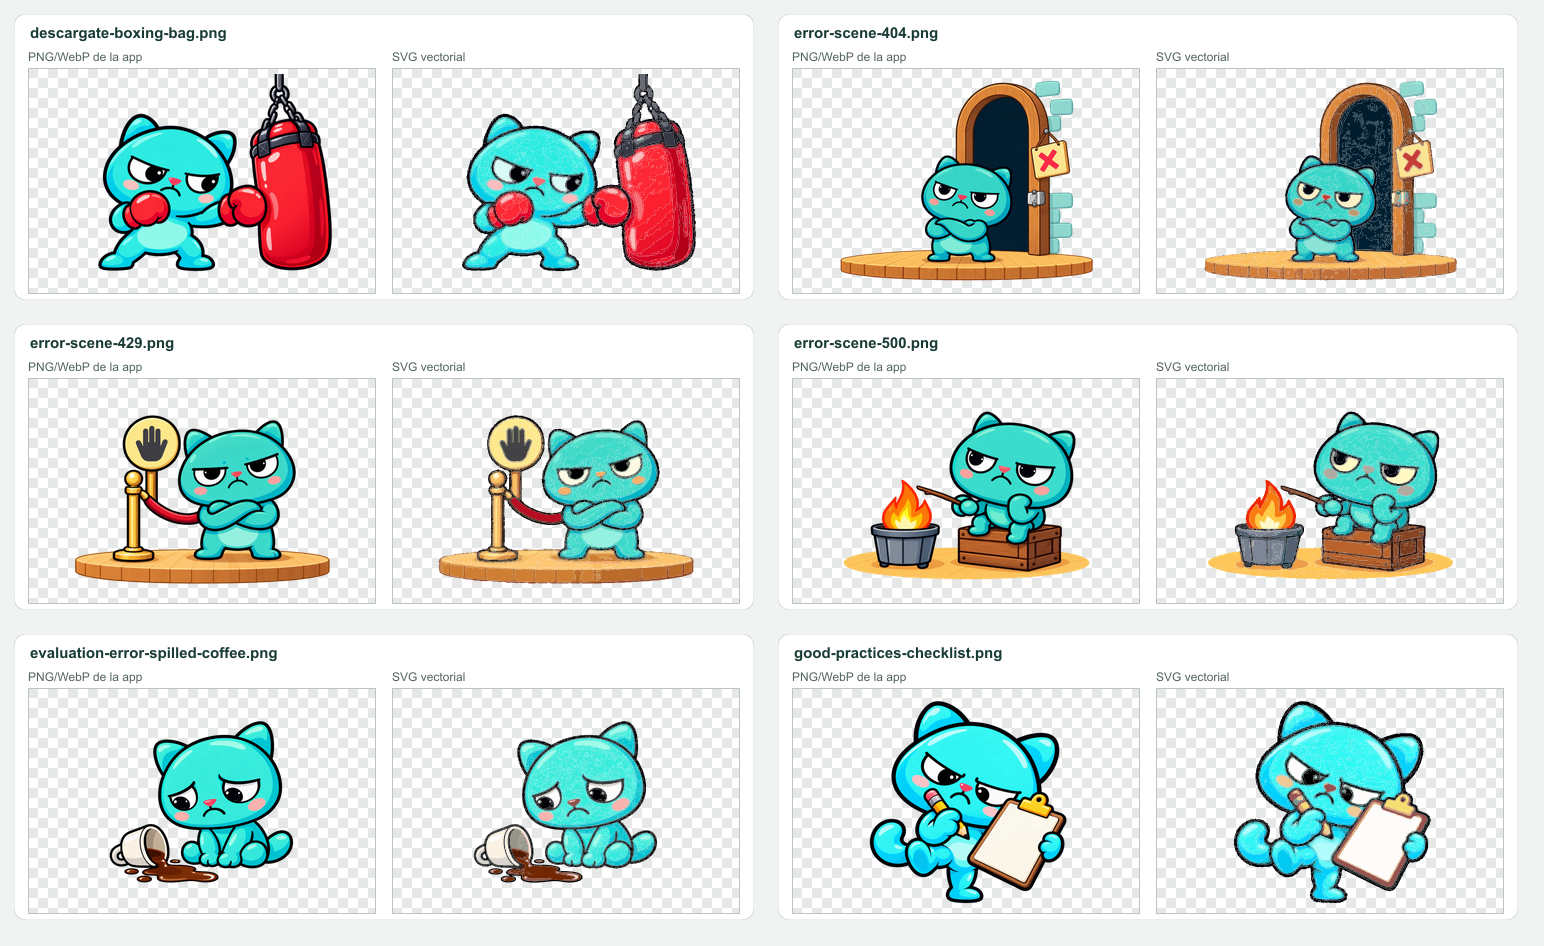 descargate-boxing-bag.png
PNG/WebP de la app
SVG vectorial
error-scene-404.png
PNG/WebP de la app
SVG vectorial
error-scene-429.png
PNG/WebP de la app
SVG vectorial
error-scene-500.png
PNG/WebP de la app
SVG vectorial
evaluation-error-spilled-coffee.png
PNG/WebP de la app
SVG vectorial
good-practices-checklist.png
PNG/WebP de la app
SVG vectorial